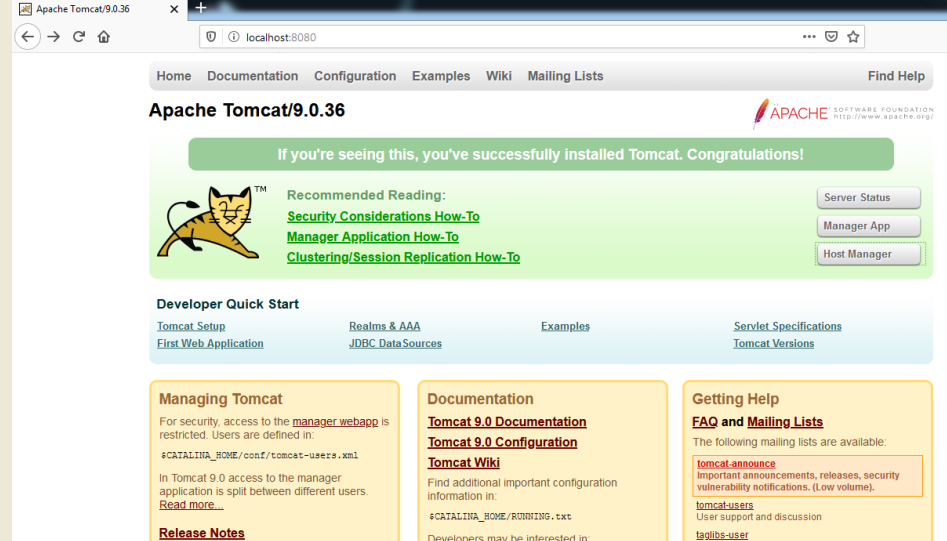 Apache Tomcat/9.0.36
localhost:8080
Home Documentation Configuration Examples Wiki Mailing Lists Find Help
Apache Tomcat/9.0.36
APACHE SOFTWARE FOUNDATION
http://www.apache.org/
If you're seeing this, you've successfully installed Tomcat. Congratulations!
TM
Recommended Reading:
Security Considerations How-To
Manager Application How-To
Clustering/Session Replication How-To
Server Status
Manager App
Host Manager
Developer Quick Start
Tomcat Setup
First Web Application
Realms & AAA
JDBC DataSources
Examples
Servlet Specifications
Tomcat Versions
Managing Tomcat
For security, access to the manager webapp is
restricted. Users are defined in:
$CATALINA_HOME/conf/tomcat-users.xml
In Tomcat 9.0 access to the manager
application is split between different users.
Read more...
Release Notes
Documentation
Tomcat 9.0 Documentation
Tomcat 9.0 Configuration
Tomcat Wiki
Find additional important configuration
information in:
$CATALINA_HOME/RUNNING.txt
Developers may be interested in:
Getting Help
FAQ and Mailing Lists
The following mailing lists are available:
tomcat-announce
Important announcements, releases, security
vulnerability notifications. (Low volume).
tomcat-users
User support and discussion
taglibs-user